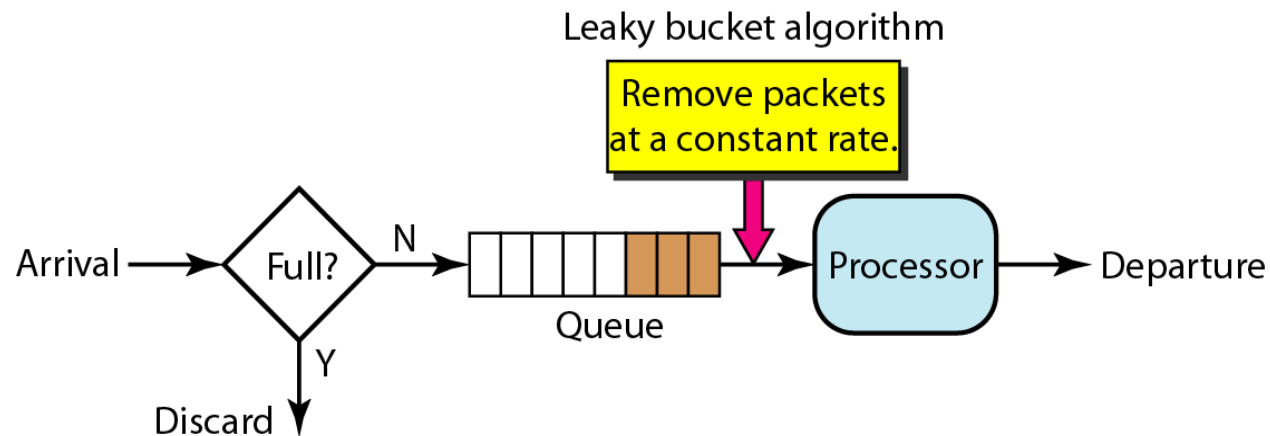 Leaky bucket algorithm
Remove packets
at a constant rate.
Arrival
Full?
N
Y
Discard
Queue
Processor
Departure